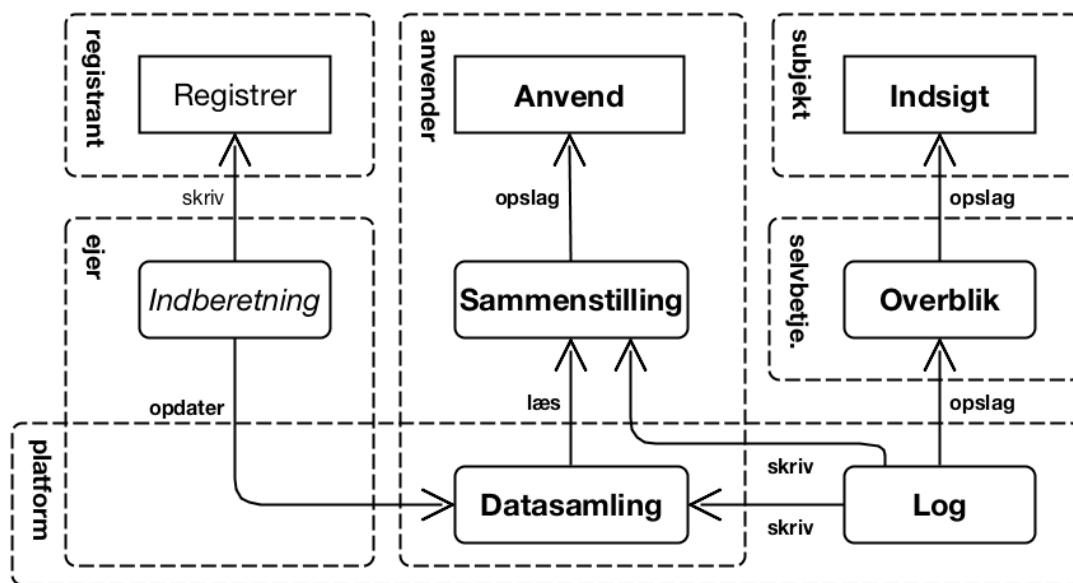 registrant
Registrer
skriv
ejer
Indberetning
opdater
anvender
Anvend
opslag
Sammenstilling
læs
Datasamling
subjekt
Indsigt
opslag
selvbetje.
Overblik
opslag
skriv
skriv
Log
platform